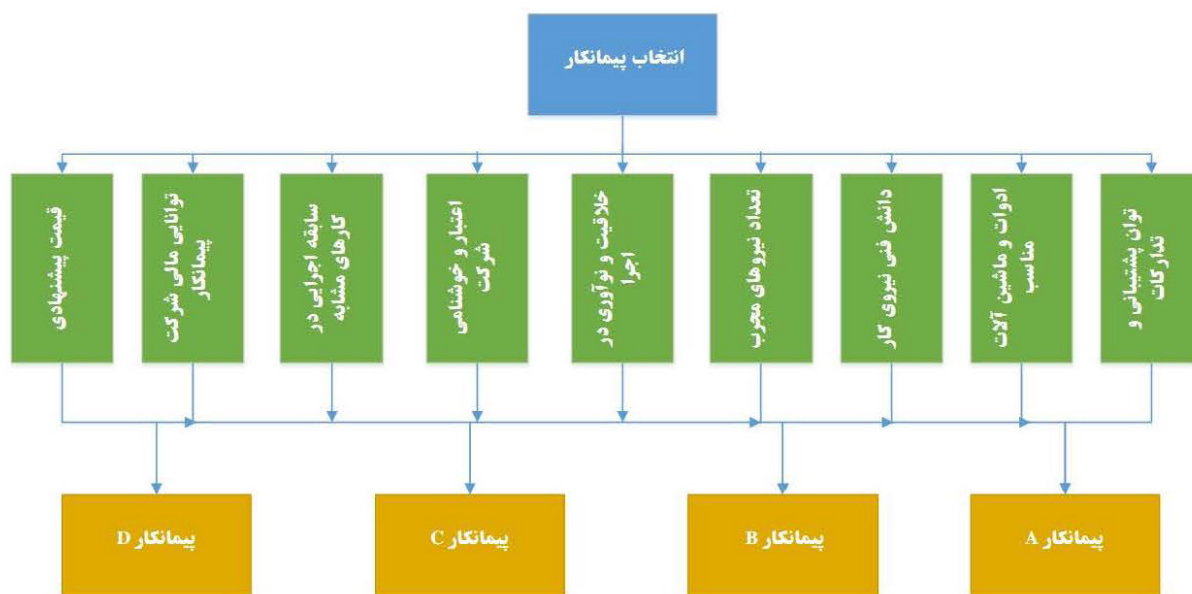 انتخاب پیمانکار
توان پشتیبانی و
تدارکات
ادوات و ماشین آلات
مناسب
دانش فنی نیروی کار
تعداد نیروهای مجرب
خلاقیت و نوآوری در
اجرا
اعتبار و خوشنامی
شرکت
سابقه اجرایی در
کارهای مشابه
توانایی مالی شرکت
پیمانکار
قیمت پیشنهادی
پیمانکار A
پیمانکار B
پیمانکار C
پیمانکار D